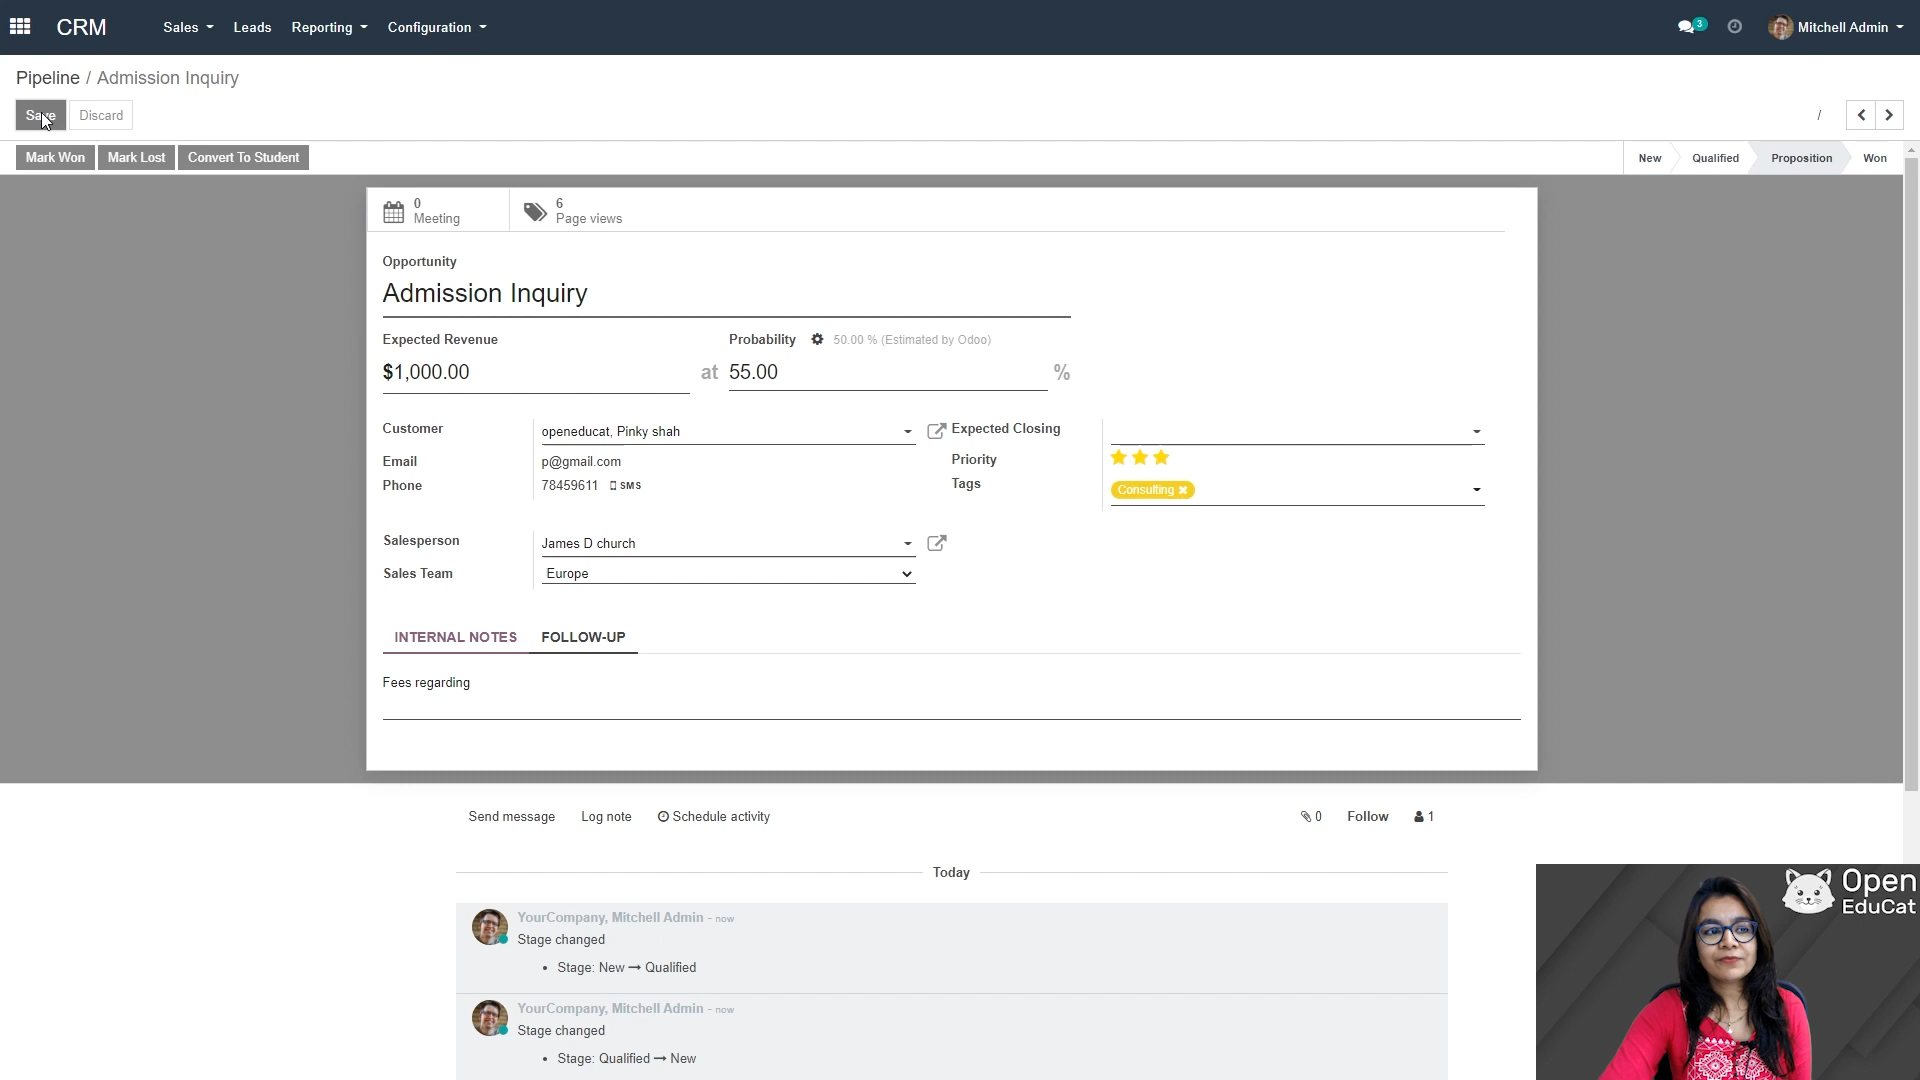 CRM Sales Leads Reporting Configuration 3 Mitchell Admin
Pipeline / Admission Inquiry
Save Discard /
Mark Won Mark Lost Convert To Student New Qualified Proposition Won
0 6
Meeting Page views
Opportunity
Admission Inquiry
Expected Revenue Probability 50.00 % (Estimated by Odoo)
$1,000.00 at 55.00 %
Customer openeducat, Pinky shah Expected Closing
Email p@gmail.com Priority
Phone 78459611 SMS Tags Consulting
Salesperson James D church
Sales Team Europe
INTERNAL NOTES FOLLOW-UP
Fees regarding
Send message Log note Schedule activity 0 Follow 1
Today
YourCompany, Mitchell Admin - now
Stage changed
• Stage: New → Qualified
YourCompany, Mitchell Admin - now
Stage changed
• Stage: Qualified → New
Open
EduCat